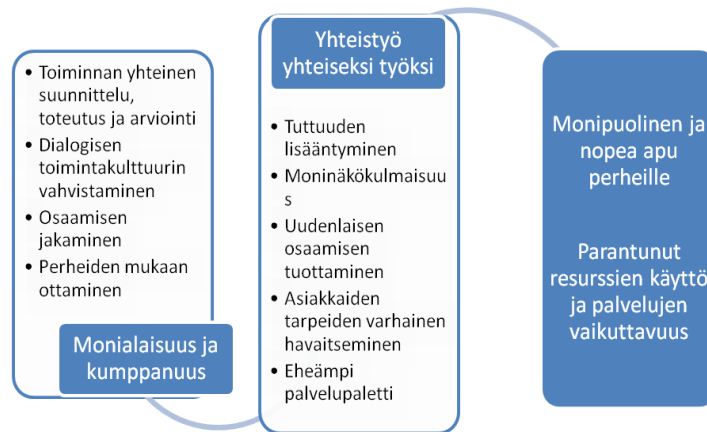 • Toiminnan yhteinen
suunnittelu,
toteutus ja arviointi
• Dialogisen
toimintakulttuurin
vahvistaminen
• Osaamisen
jakaminen
• Perheiden mukaan
ottaminen
Monialaisuus ja
kumppanuus
Yhteistyö
yhteiseksi työksi
• Tuttuuden
lisääntyminen
• Moninäkökulmaisuu
s
• Uudenlaisen
osaamisen
tuottaminen
• Asiakkaiden
tarpeiden varhainen
havaitseminen
• Eheämpi
palvelupaletti
Monipuolinen ja
nopea apu
perheille
Parantunut
resurssien käyttö
ja palvelujen
vaikuttavuus